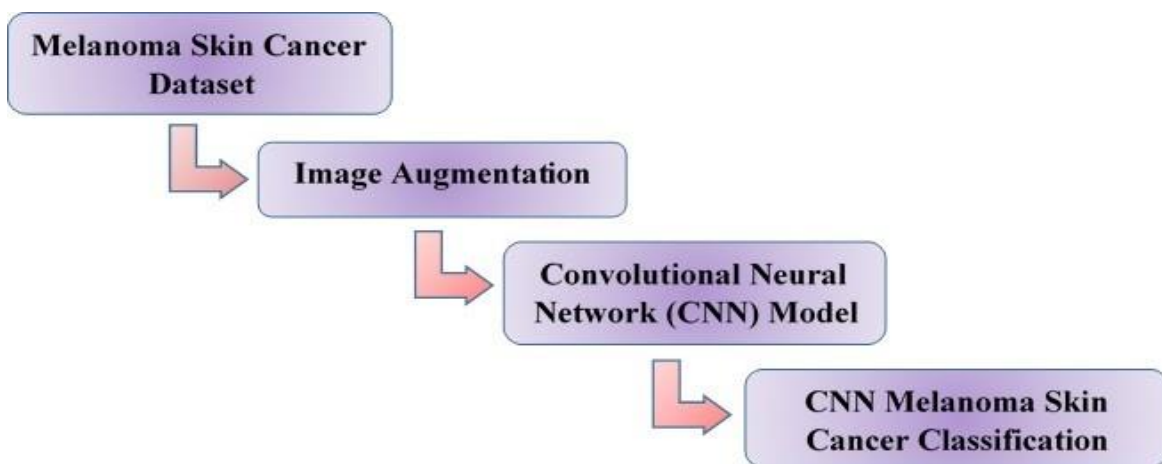 Melanoma Skin Cancer
Dataset
Image Augmentation
Convolutional Neural
Network (CNN) Model
CNN Melanoma Skin
Cancer Classification